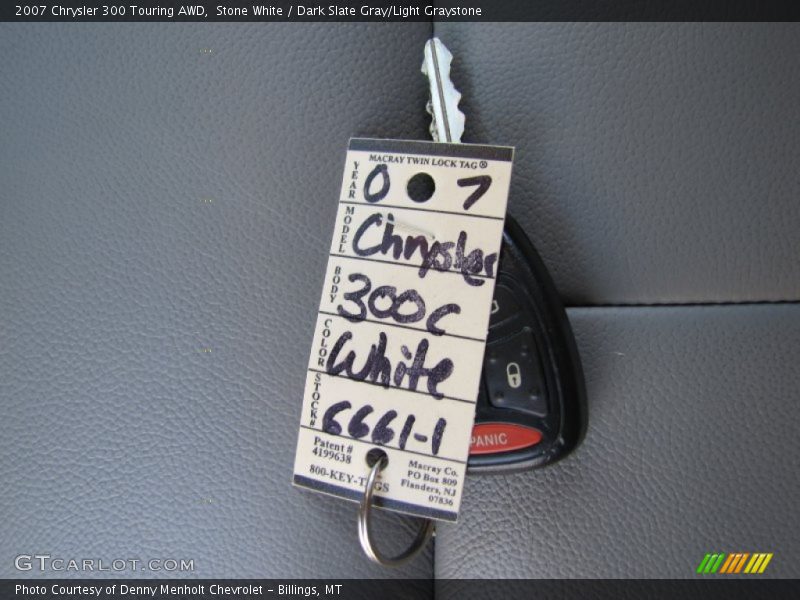 2007 Chrysler 300 Touring AWD, Stone White / Dark Slate Gray/Light Graystone
MACRAY TWIN LOCK TAG®
YEAR 0 7
MODEL Chrysler
BODY 300c
COLOR White
STOCK# 6661-1
Patent #
4199638
800-KEY-TAGS
Macray Co.
PO Box 809
Flanders, NJ
07836
PANIC
GTCARLOT.COM
Photo Courtesy of Denny Menholt Chevrolet – Billings, MT